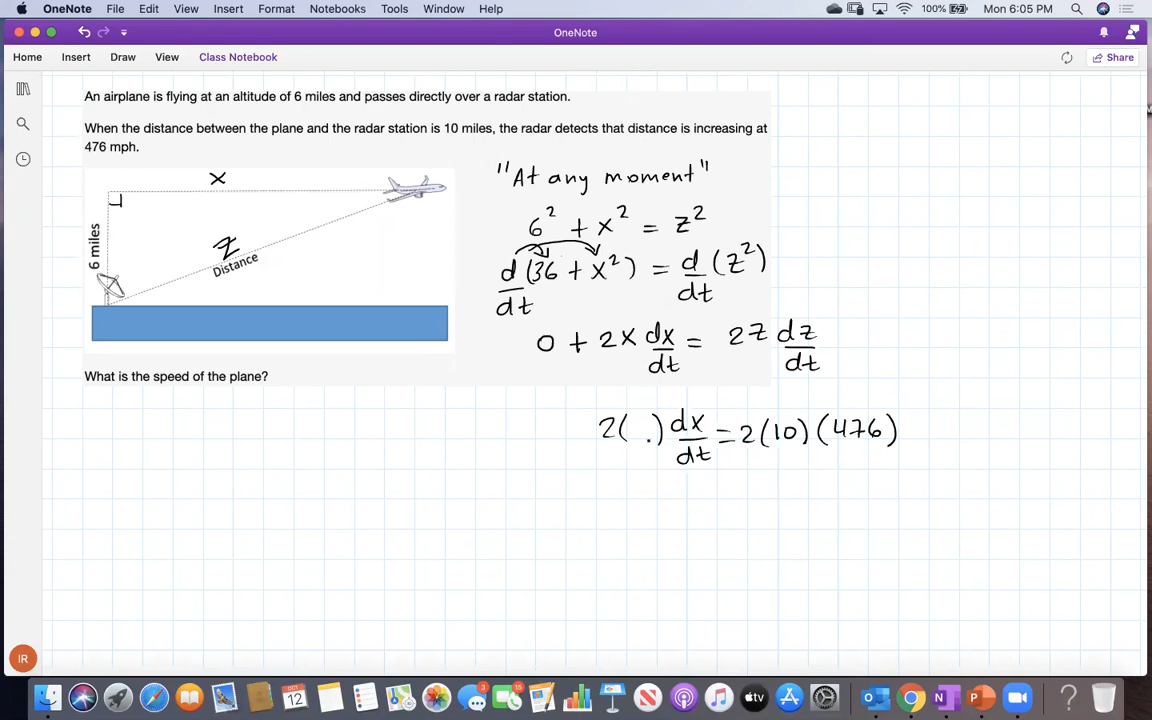 OneNote File Edit View Insert Format Notebooks Tools Window Help 100% Mon 6:05 PM
OneNote
Home Insert Draw View Class Notebook Share
An airplane is flying at an altitude of 6 miles and passes directly over a radar station.
When the distance between the plane and the radar station is 10 miles, the radar detects that distance is increasing at
476 mph.
x
6 miles
z
Distance
"At any moment"
6² + x² = z²
d/dt (36 + x²) = d/dt (z²)
0 + 2x dx/dt = 2z dz/dt
What is the speed of the plane?
2( . ) dx/dt = 2(10)(476)
IR
OCT
12
3
15
tv